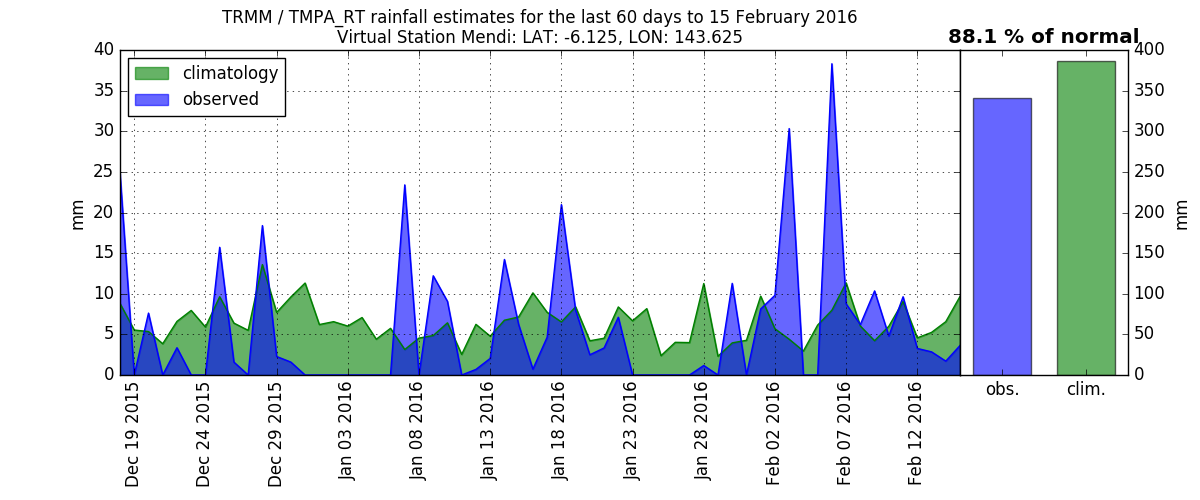 TRMM / TMPA_RT rainfall estimates for the last 60 days to 15 February 2016
Virtual Station Mendi: LAT: -6.125, LON: 143.625
88.1 % of normal
climatology
observed
mm
40
35
30
25
20
15
10
5
0
Dec 19 2015
Dec 24 2015
Dec 29 2015
Jan 03 2016
Jan 08 2016
Jan 13 2016
Jan 18 2016
Jan 23 2016
Jan 28 2016
Feb 02 2016
Feb 07 2016
Feb 12 2016
400
350
300
250
200
150
100
50
0
mm
obs.
clim.